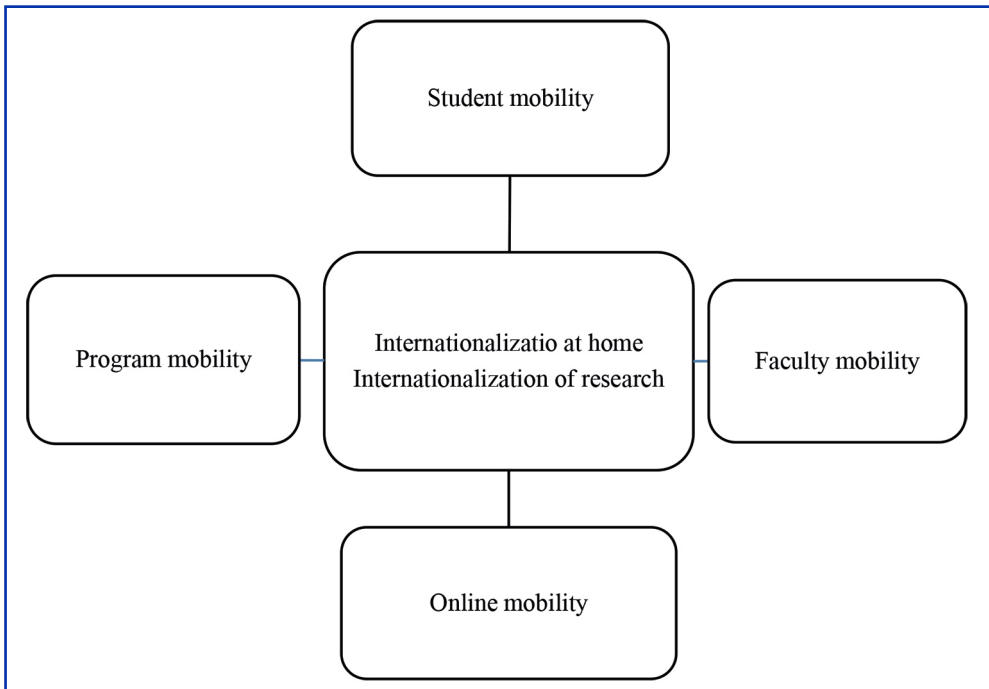 Student mobility
Program mobility
Internationalizatio at home
Internationalization of research
Faculty mobility
Online mobility